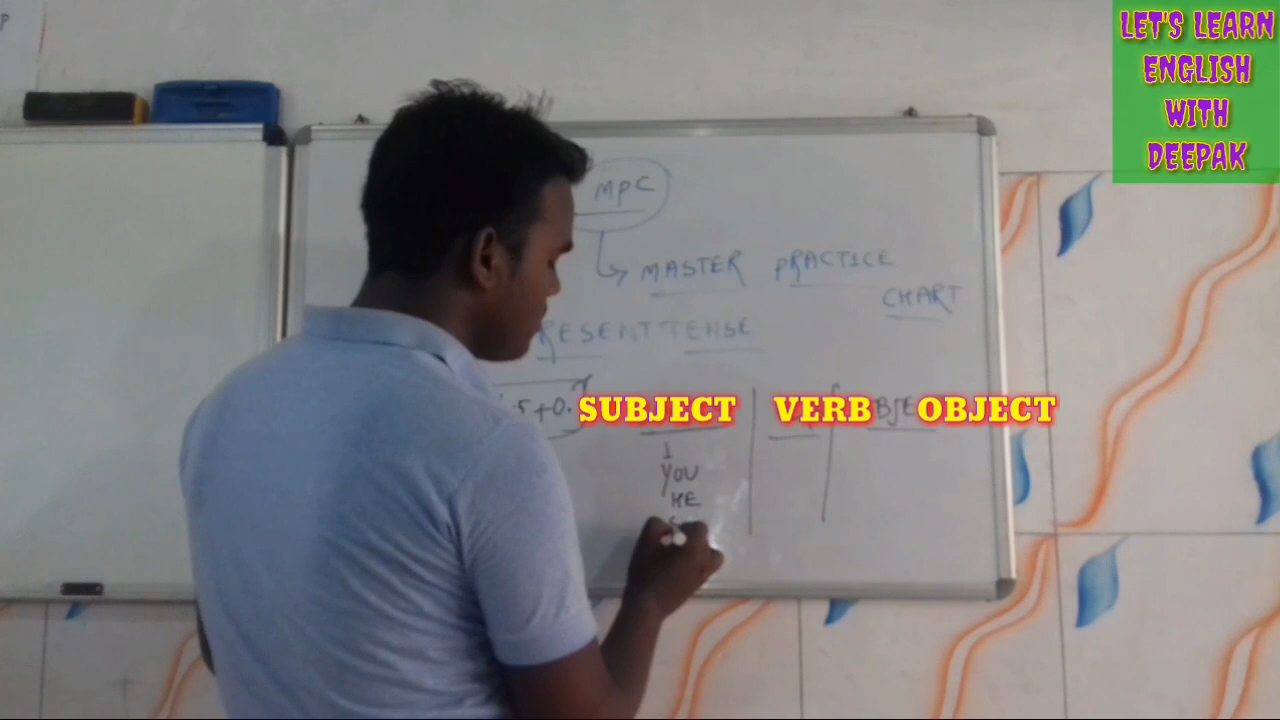 LET'S LEARN
ENGLISH
WITH
DEEPAK
MPC
MASTER PRACTICE
CHART
RESENT TENSE
SUBJECT VERB OBJECT
I
YOU
HE